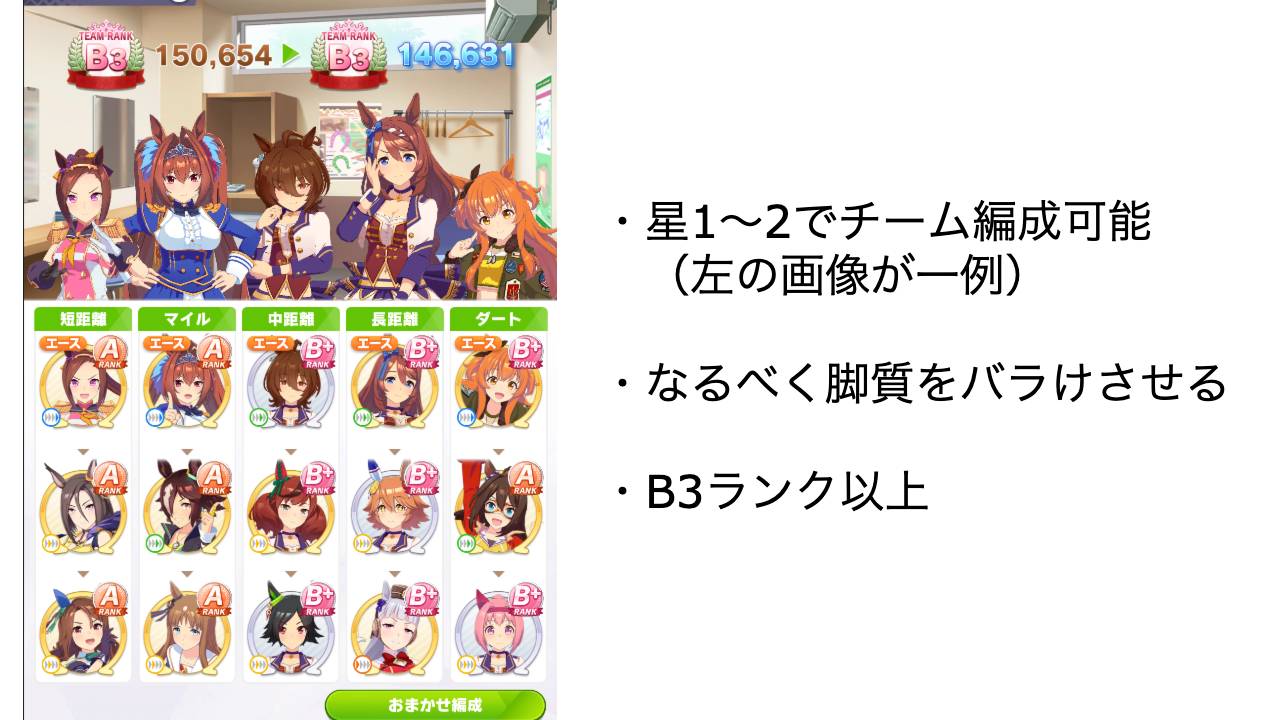 TEAM RANK
B3
150,654
TEAM RANK
B3
146,631
短距離
マイル
中距離
長距離
ダート
エース
A
RANK
エース
A
RANK
エース
B+
RANK
エース
B+
RANK
エース
B+
RANK
A
RANK
A
RANK
B+
RANK
B+
RANK
A
RANK
A
RANK
A
RANK
B+
RANK
B+
RANK
B+
RANK
おまかせ編成
・星1〜2でチーム編成可能
（左の画像が一例）
・なるべく脚質をバラけさせる
・B3ランク以上